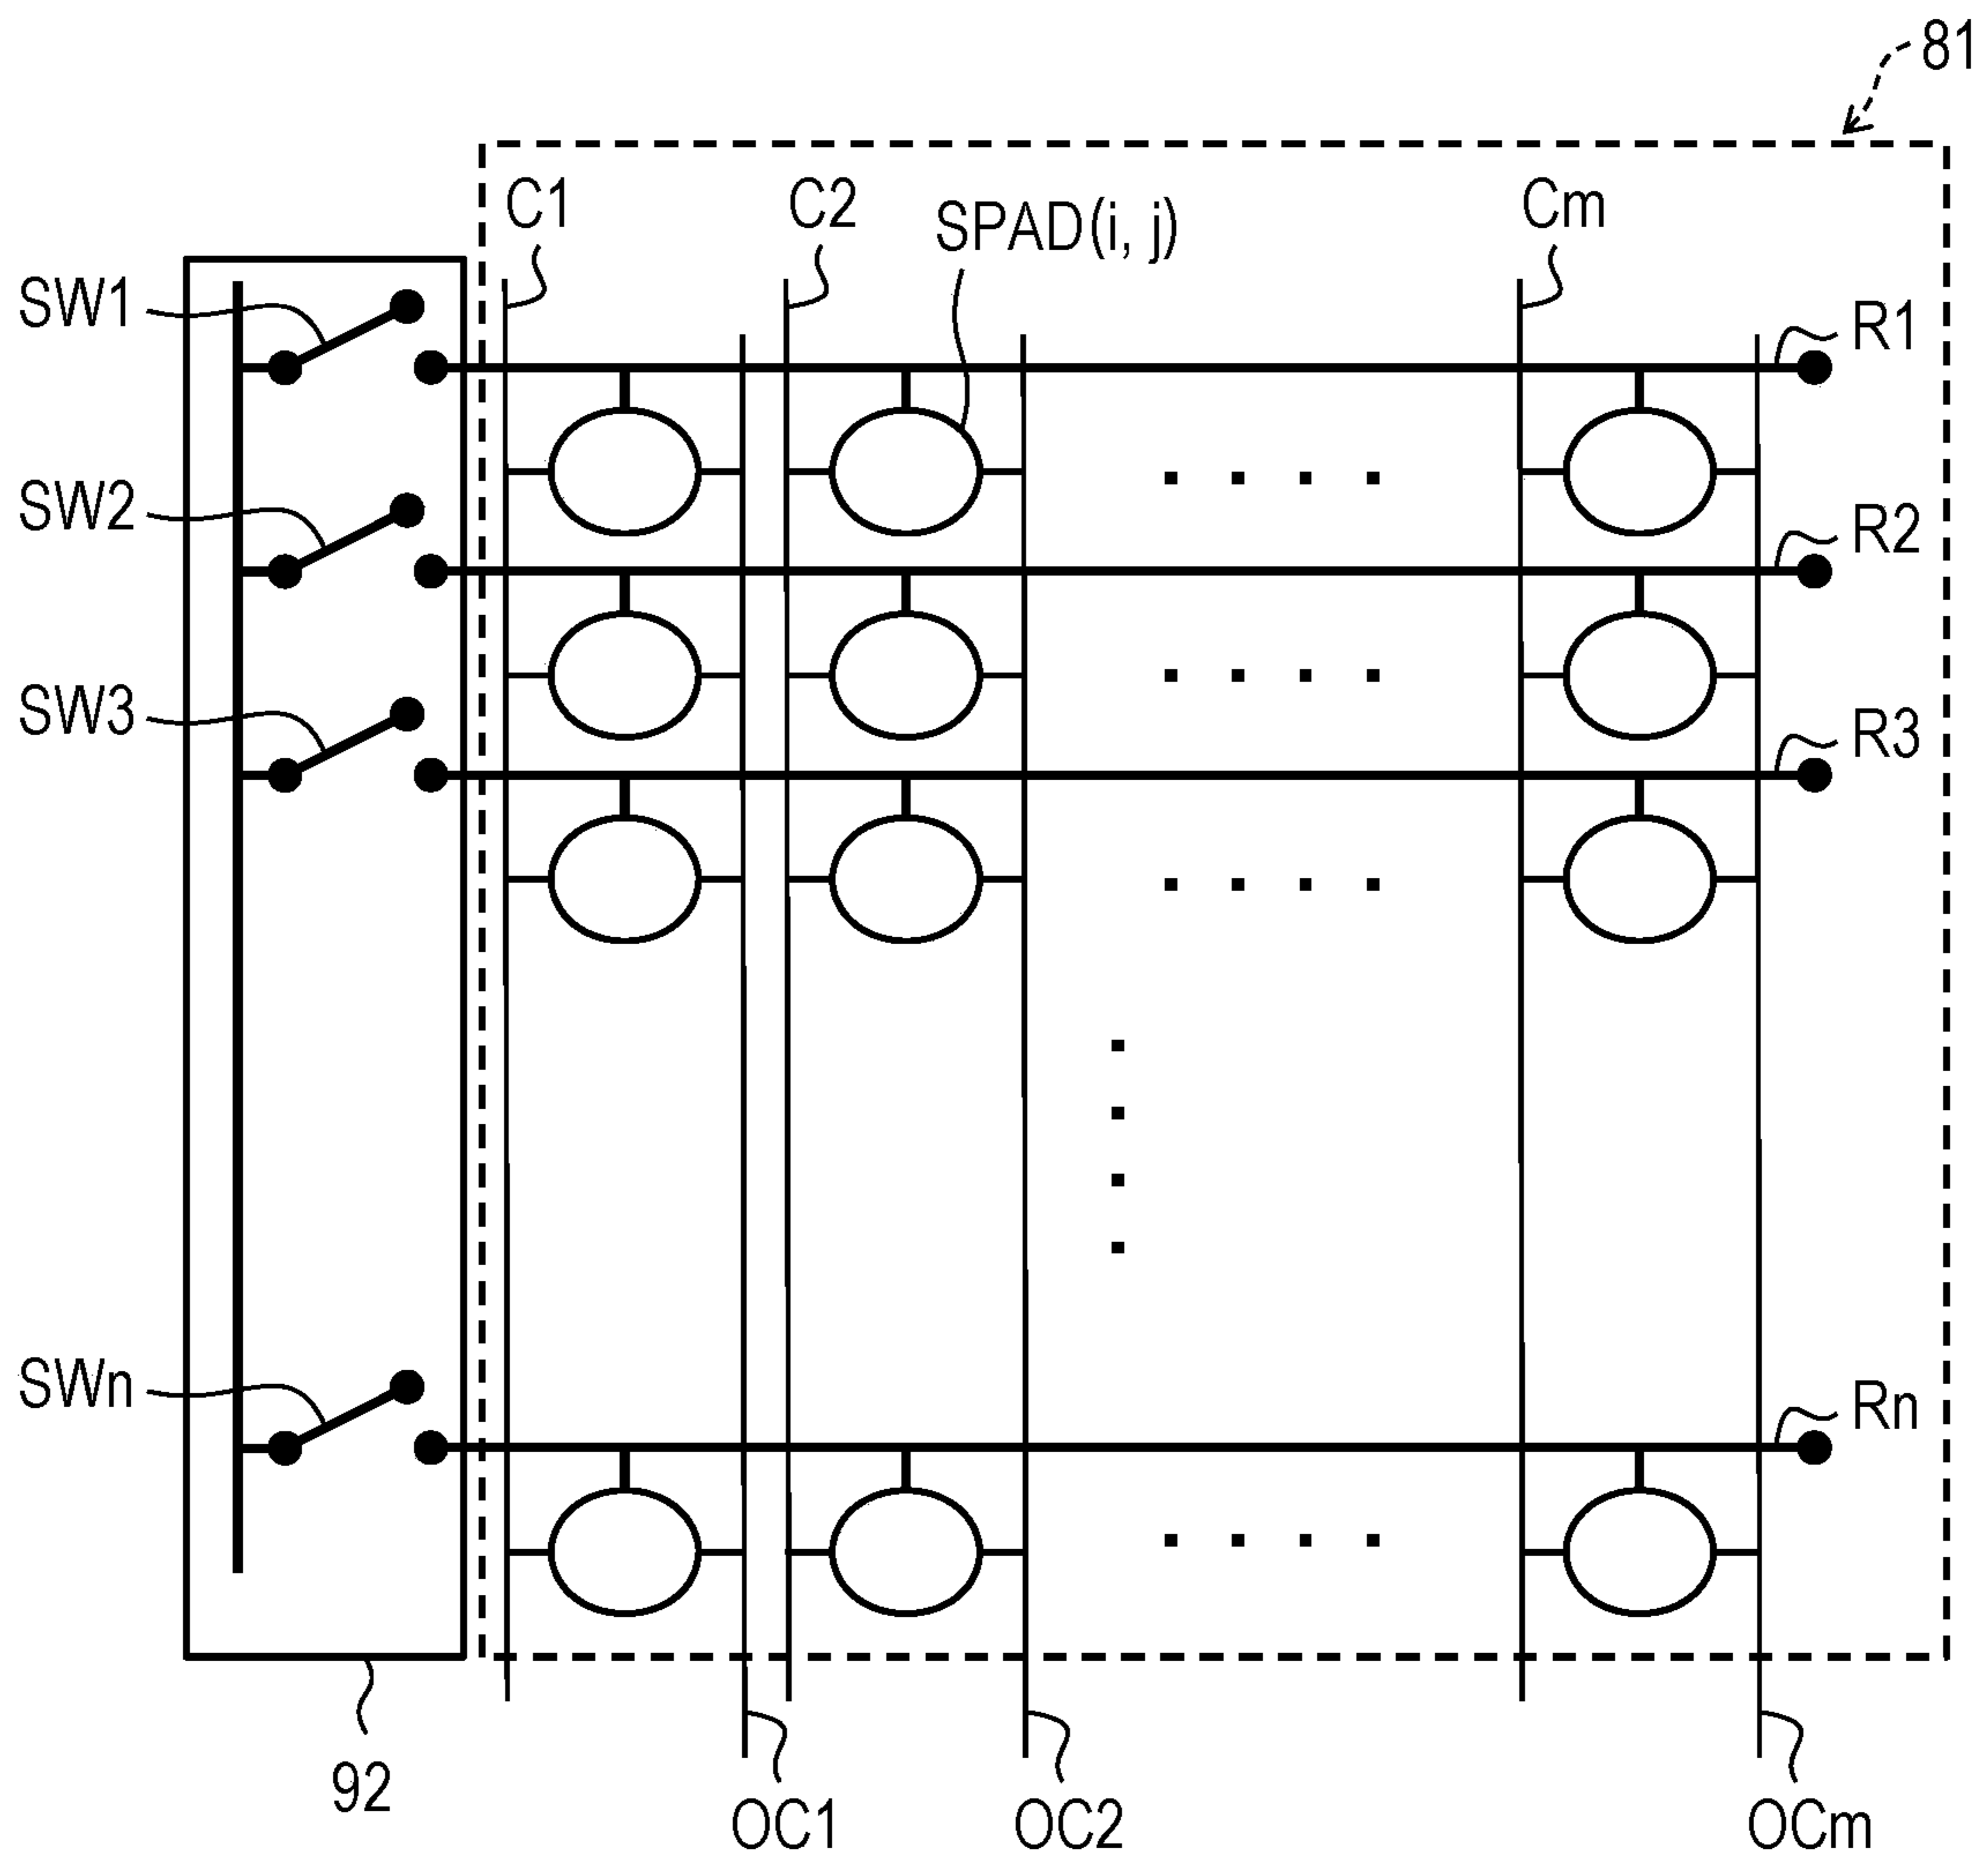 81
C1
C2
SPAD(i, j)
Cm
SW1
R1
SW2
R2
SW3
R3
SWn
Rn
92
OC1
OC2
OCm